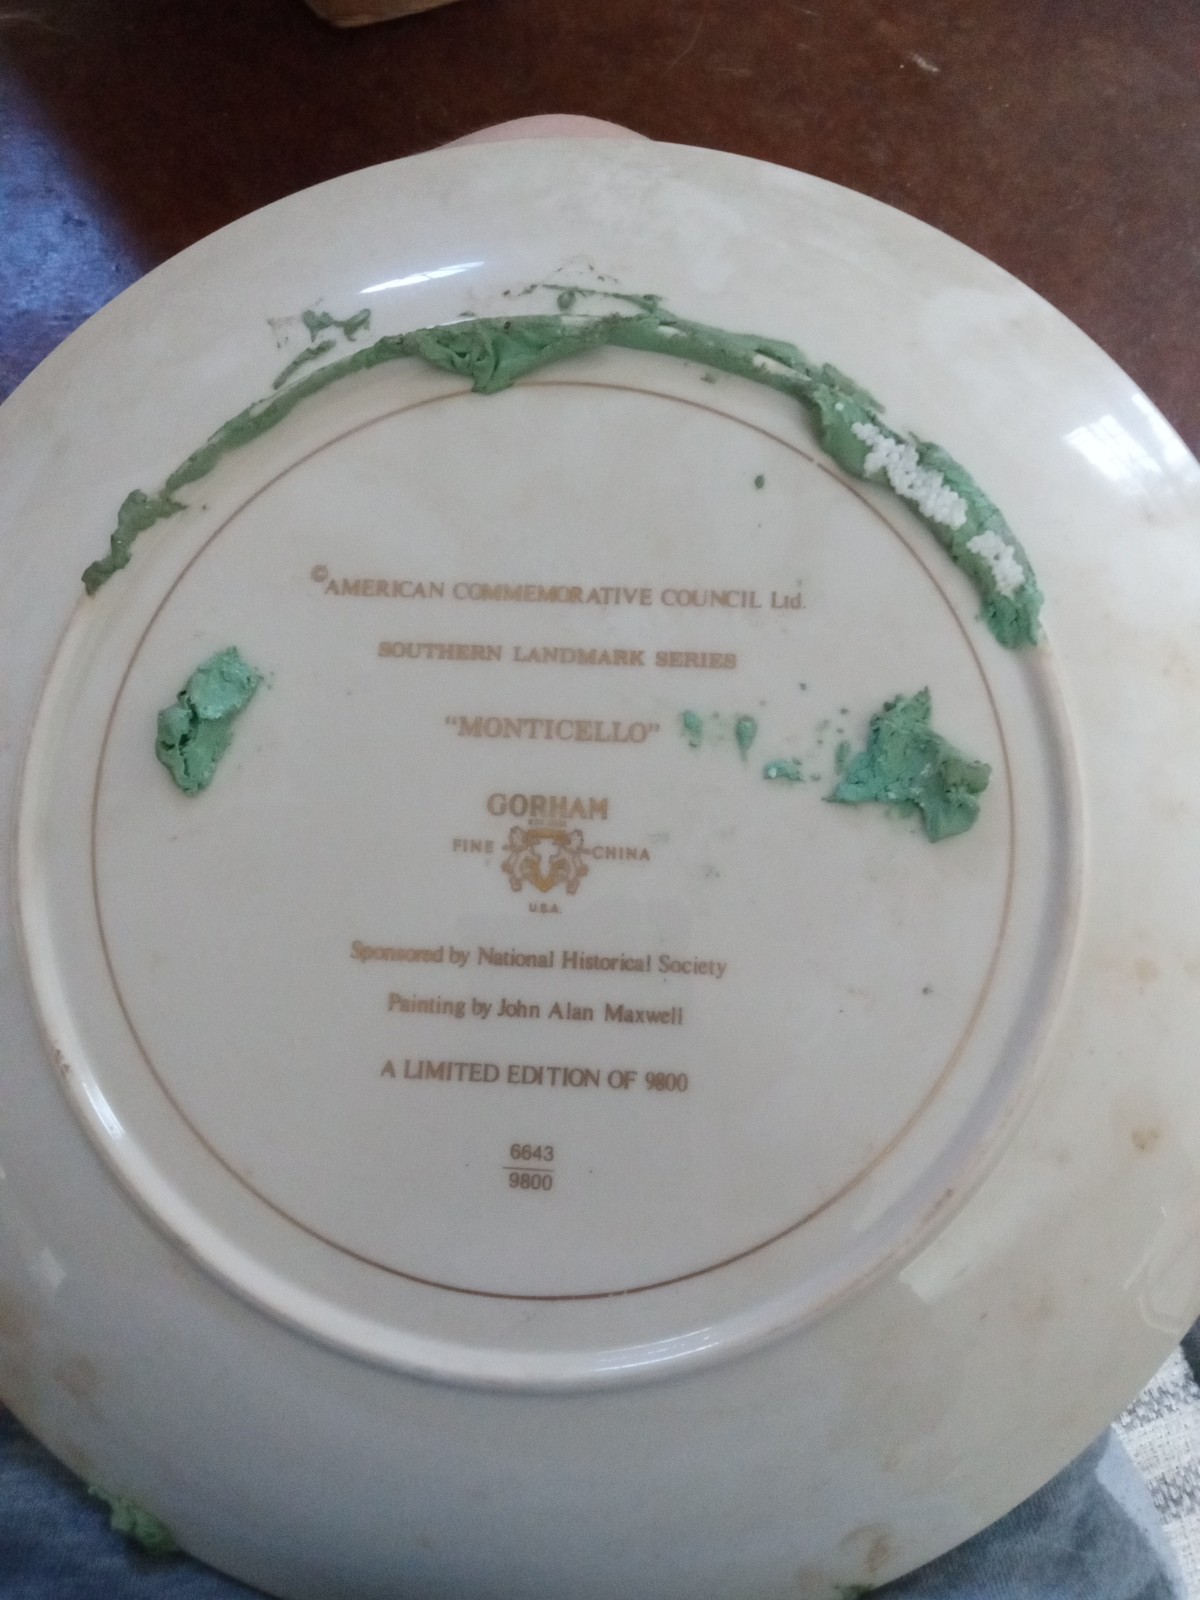 ©AMERICAN COMMEMORATIVE COUNCIL Ltd.
SOUTHERN LANDMARK SERIES
“MONTICELLO”
GORHAM
FINE CHINA
U.S.A.
Sponsored by National Historical Society
Painting by John Alan Maxwell
A LIMITED EDITION OF 9800
6643
9800